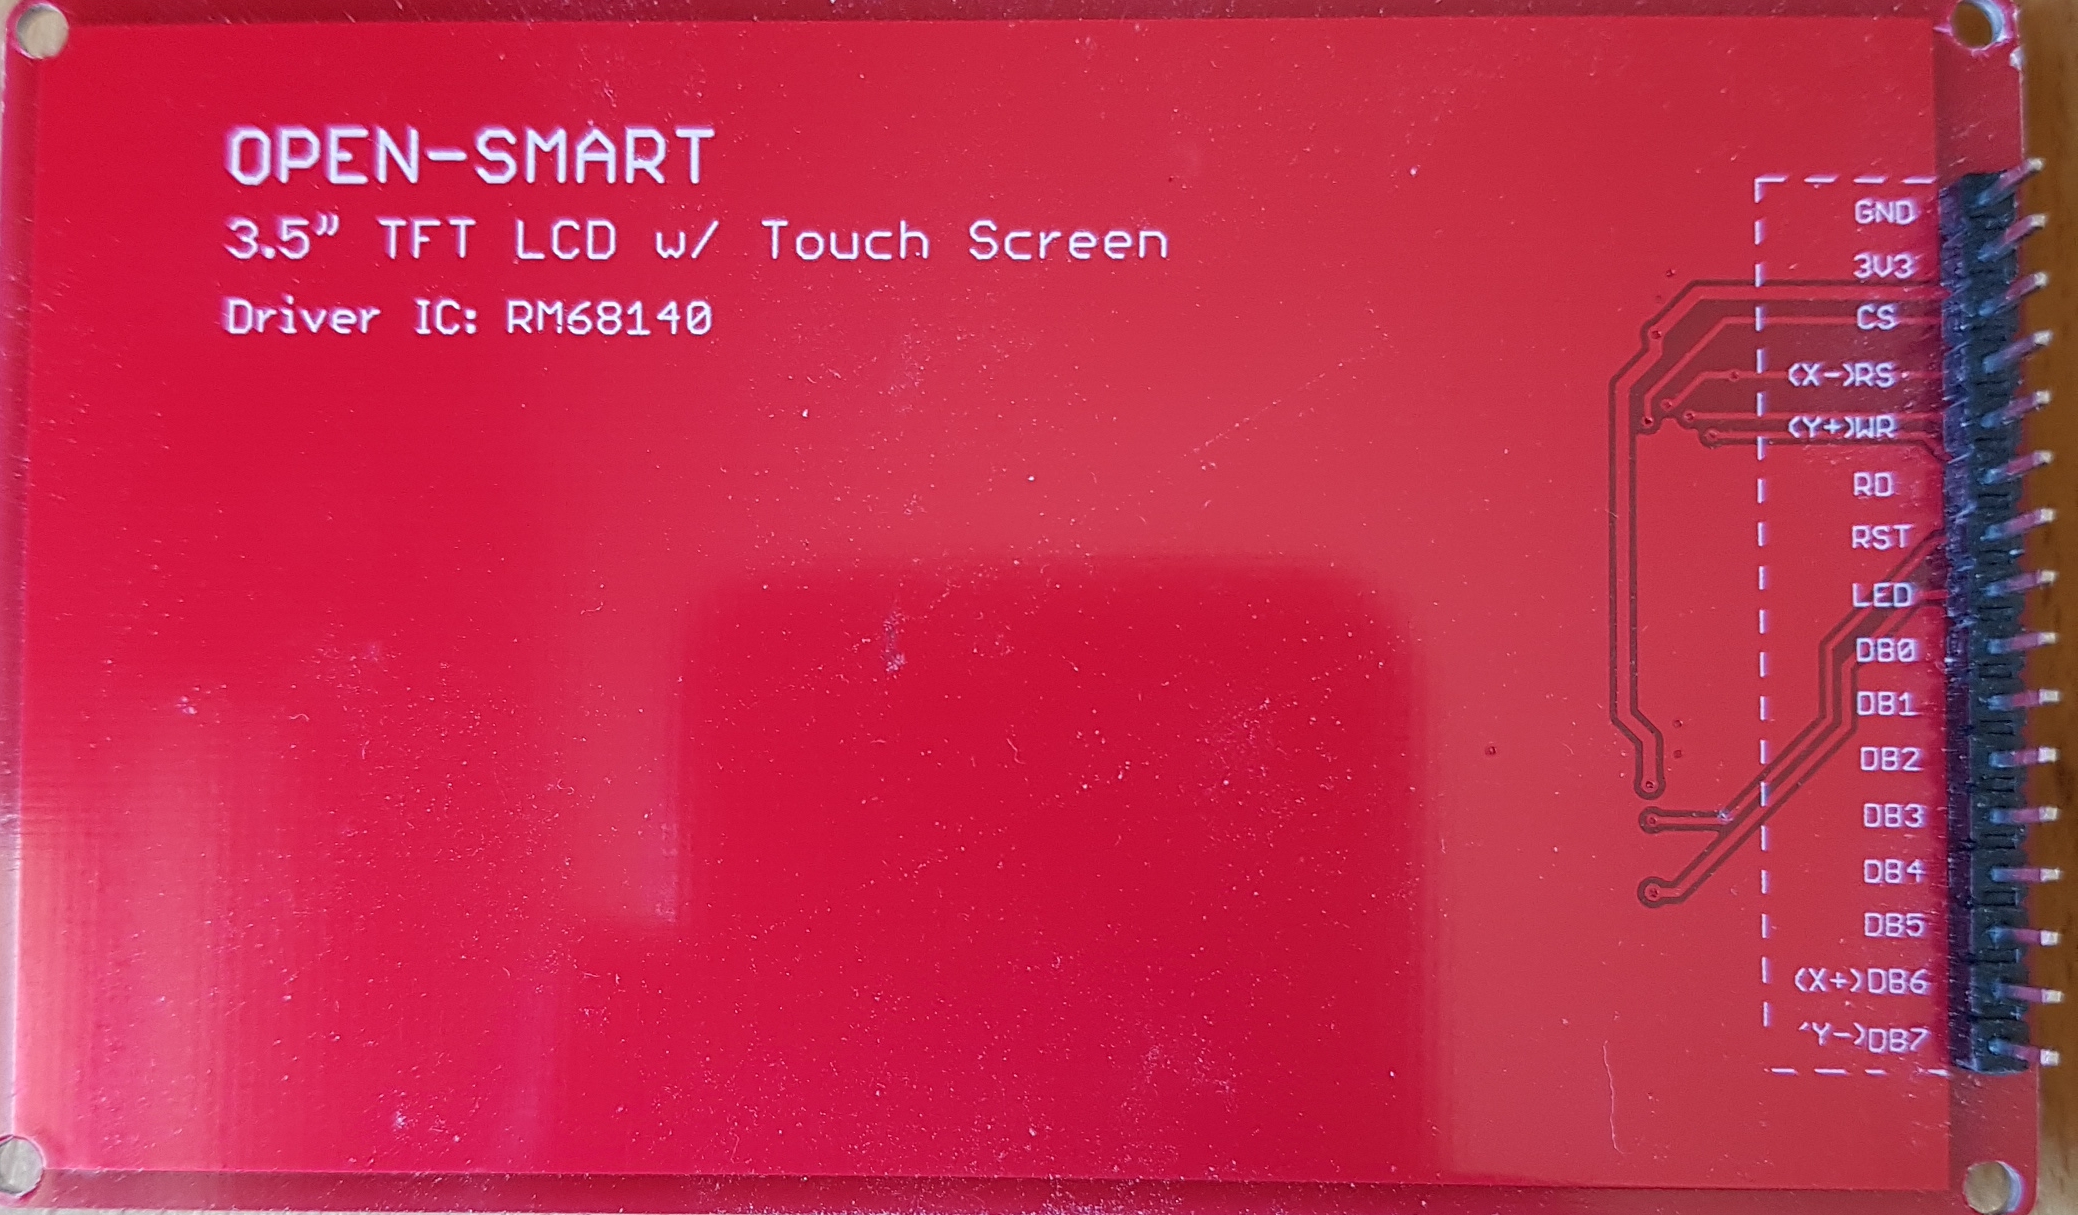 OPEN-SMART
3.5” TFT LCD w/ Touch Screen
Driver IC: RM68140
GND
3V3
CS
(X-)RS
(Y+)WR
RD
RST
LED
DB0
DB1
DB2
DB3
DB4
DB5
(X+)DB6
(Y-)DB7